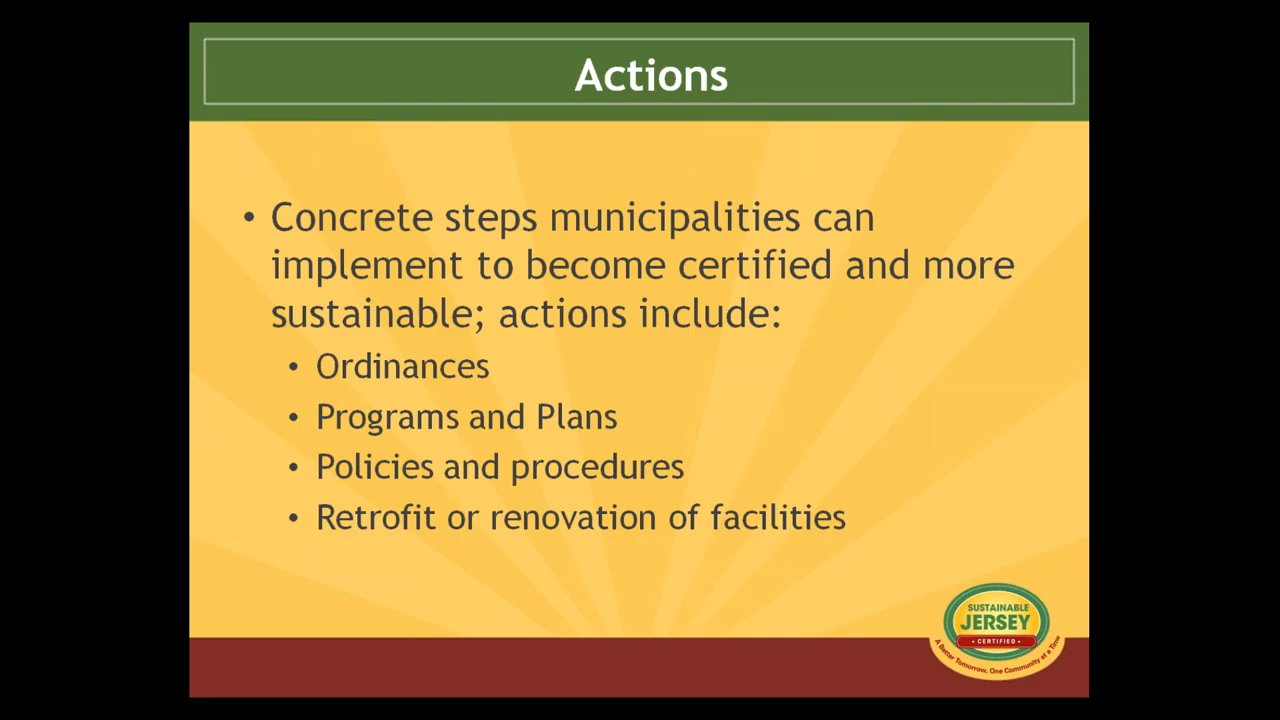 Actions
• Concrete steps municipalities can
implement to become certified and more
sustainable; actions include:
• Ordinances
• Programs and Plans
• Policies and procedures
• Retrofit or renovation of facilities
SUSTAINABLE
JERSEY
• CERTIFIED •
A Better Tomorrow, One Community at a Time